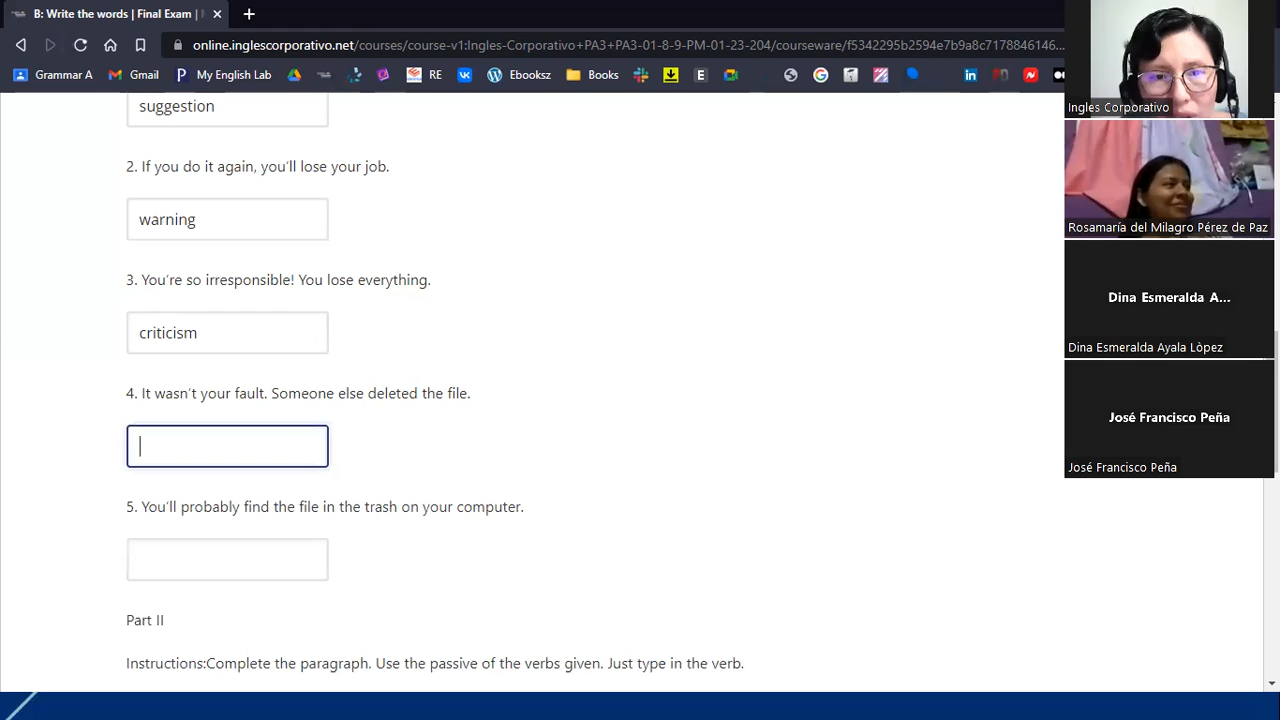 B: Write the words | Final Exam |
online.inglescorporativo.net/courses/course-v1:Ingles-Corporativo+PA3+PA3-01-8-9-PM-01-23-204/courseware/f5342295b2594e7b9a8c7178846146...
Grammar A
Gmail
My English Lab
RE
Ebooksz
Books
E
suggestion
2. If you do it again, you'll lose your job.
warning
3. You're so irresponsible! You lose everything.
criticism
4. It wasn't your fault. Someone else deleted the file.
5. You'll probably find the file in the trash on your computer.
Part II
Instructions:Complete the paragraph. Use the passive of the verbs given. Just type in the verb.
Ingles Corporativo
Rosamaría del Milagro Pérez de Paz
Dina Esmeralda A...
Dina Esmeralda Ayala Lòpez
José Francisco Peña
José Francisco Peña